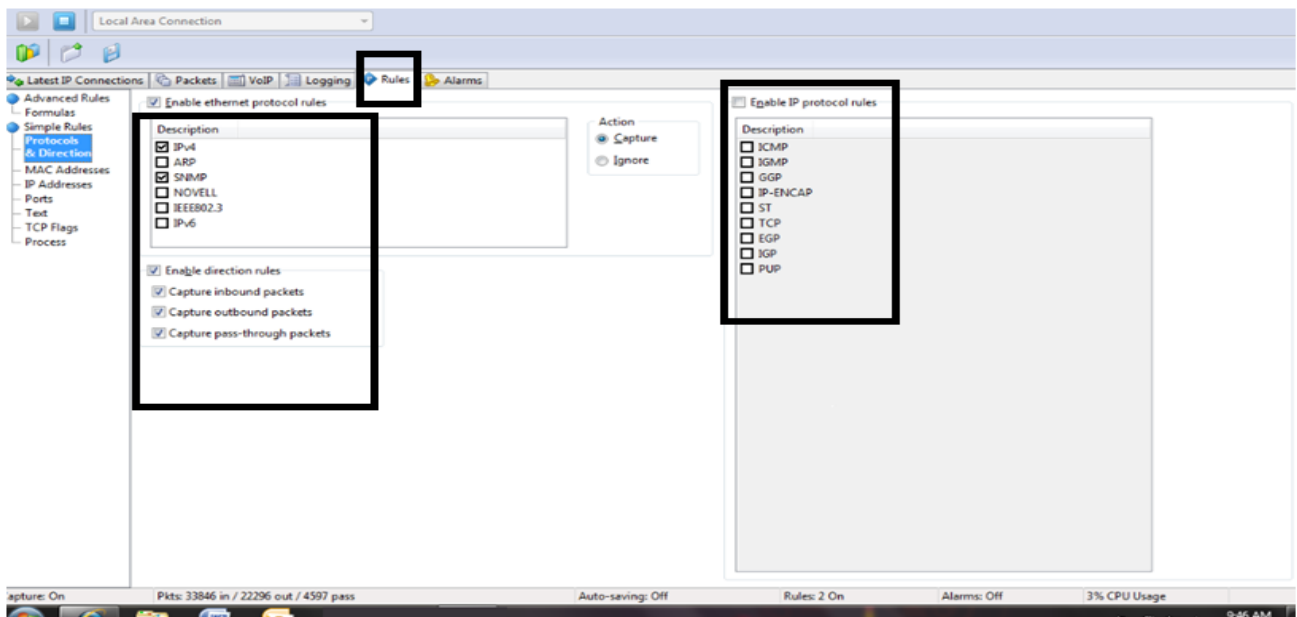 Local Area Connection
Latest IP Connections Packets VoIP Logging Rules Alarms
Advanced Rules
Formulas
Simple Rules
Protocols
& Direction
MAC Addresses
IP Addresses
Ports
Text
TCP Flags
Process
Enable ethernet protocol rules
Description
IPv4
ARP
SNMP
NOVELL
IEEE802.3
IPv6
Action
Capture
Ignore
Enable direction rules
Capture inbound packets
Capture outbound packets
Capture pass-through packets
Enable IP protocol rules
Description
ICMP
IGMP
GGP
IP-ENCAP
ST
TCP
EGP
IGP
PUP
apture: On Pkts: 33846 in / 22296 out / 4597 pass Auto-saving: Off Rules: 2 On Alarms: Off 3% CPU Usage
9:46 AM